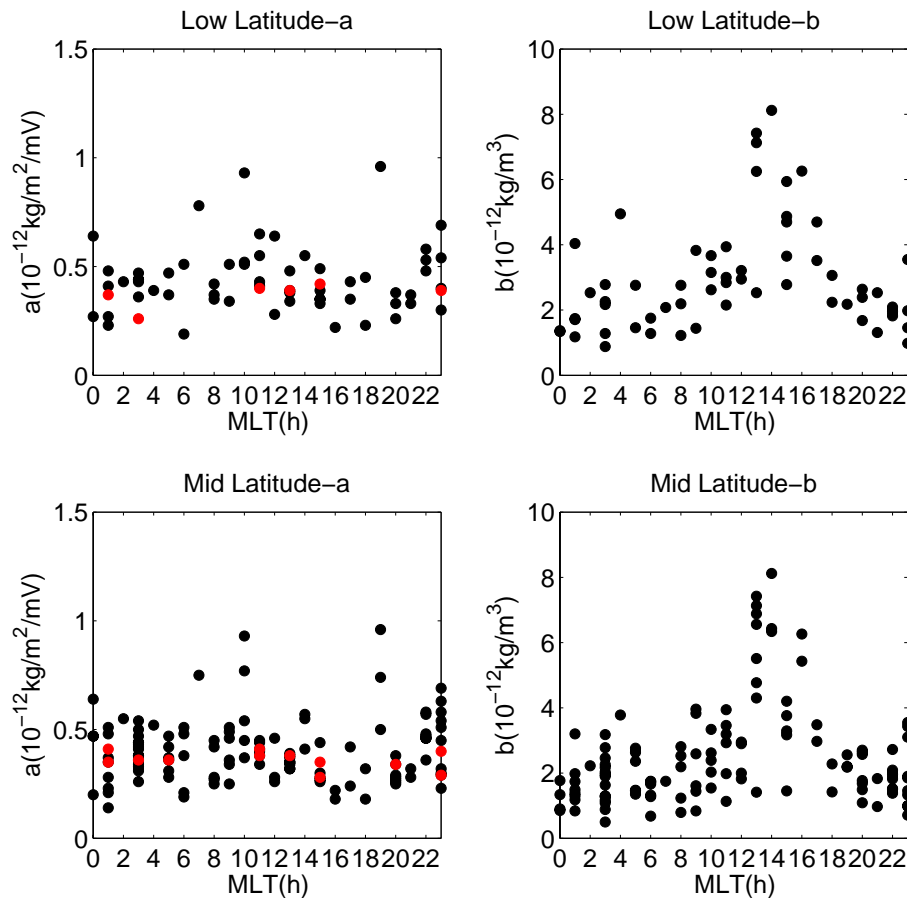 Low Latitude−a
Low Latitude−b
1.5
1
0.5
0
a(10−12kg/m2/mV)
0 2 4 6 8 10 12 14 16 18 20 22
MLT(h)
10
8
6
4
2
0
b(10−12kg/m3)
0 2 4 6 8 10 12 14 16 18 20 22
MLT(h)
Mid Latitude−a
Mid Latitude−b
1.5
1
0.5
0
a(10−12kg/m2/mV)
0 2 4 6 8 10 12 14 16 18 20 22
MLT(h)
10
8
6
4
2
0
b(10−12kg/m3)
0 2 4 6 8 10 12 14 16 18 20 22
MLT(h)